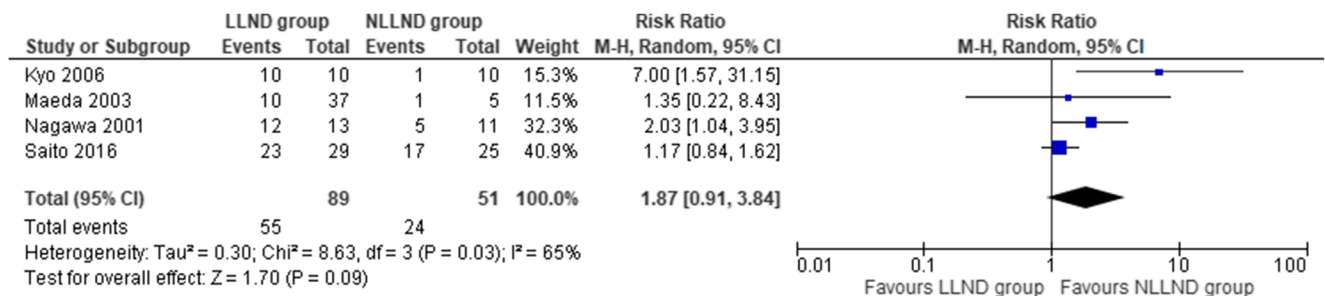 LLND group NLLND group Risk Ratio Risk Ratio
Study or Subgroup Events Total Events Total Weight M-H, Random, 95% CI M-H, Random, 95% CI
Kyo 2006 10 10 1 10 15.3% 7.00 [1.57, 31.15]
Maeda 2003 10 37 1 5 11.5% 1.35 [0.22, 8.43]
Nagawa 2001 12 13 5 11 32.3% 2.03 [1.04, 3.95]
Saito 2016 23 29 17 25 40.9% 1.17 [0.84, 1.62]
Total (95% CI) 89 51 100.0% 1.87 [0.91, 3.84]
Total events 55 24
Heterogeneity: Tau² = 0.30; Chi² = 8.63, df = 3 (P = 0.03); I² = 65%
Test for overall effect: Z = 1.70 (P = 0.09)
0.01 0.1 1 10 100
Favours LLND group Favours NLLND group